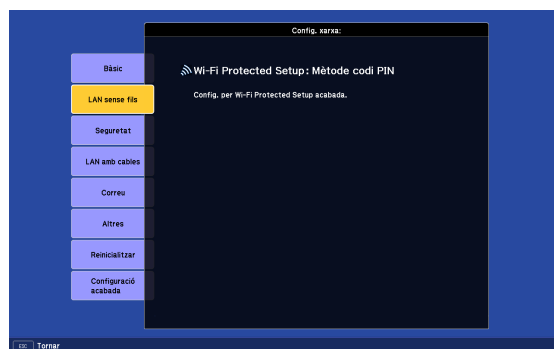 Config. xarxa:
Bàsic
LAN sense fils
Seguretat
LAN amb cables
Correu
Altres
Reinicialitzar
Configuració
acabada
Wi-Fi Protected Setup: Mètode codi PIN
Config. per Wi-Fi Protected Setup acabada.
ESC Tornar